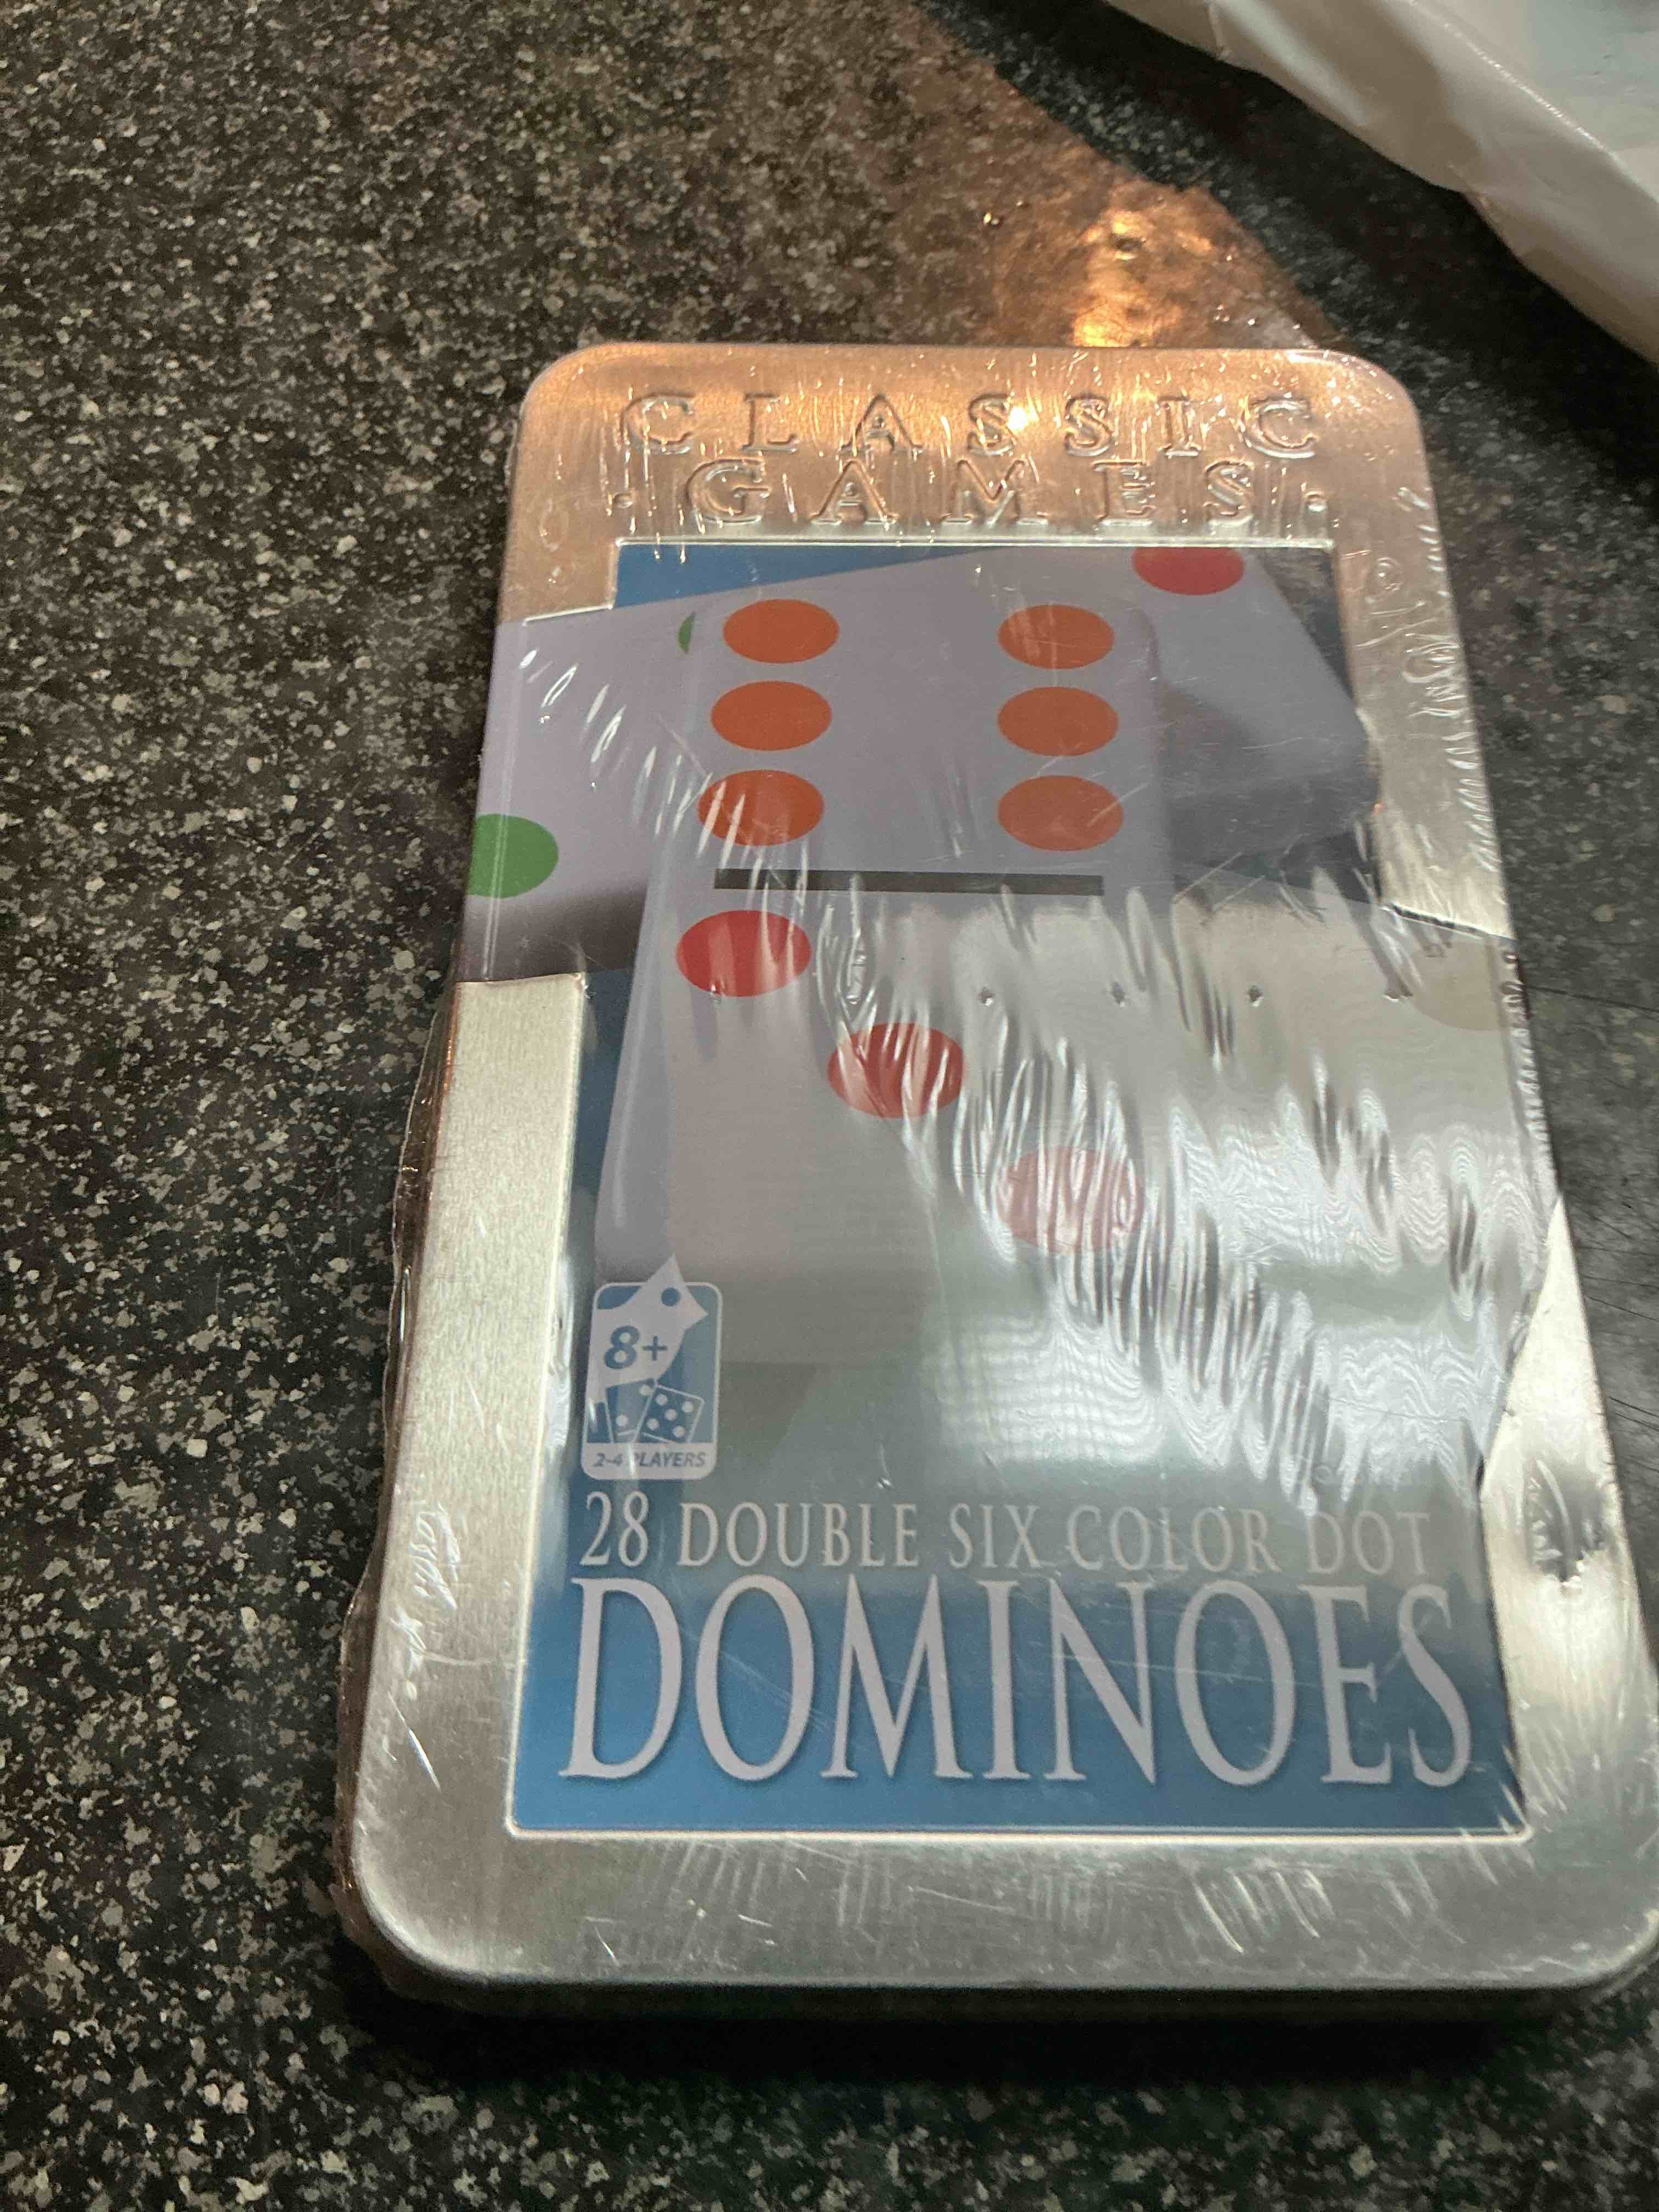 CLASSIC
·GAMES·
8+
2-4 PLAYERS
28 DOUBLE SIX COLOR DOT
DOMINOES